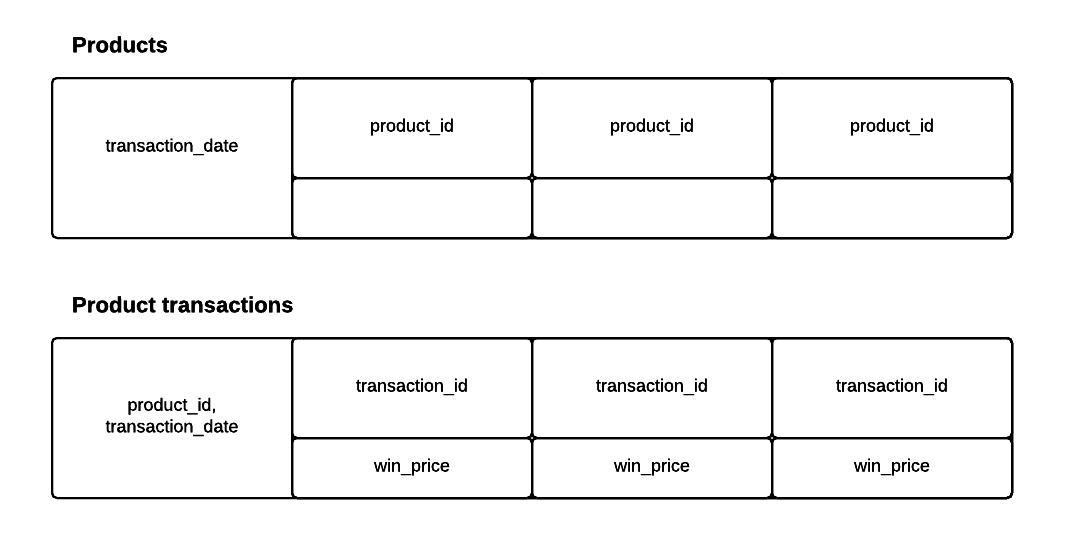 Products
transaction_date
product_id
product_id
product_id
Product transactions
product_id,
transaction_date
transaction_id
transaction_id
transaction_id
win_price
win_price
win_price